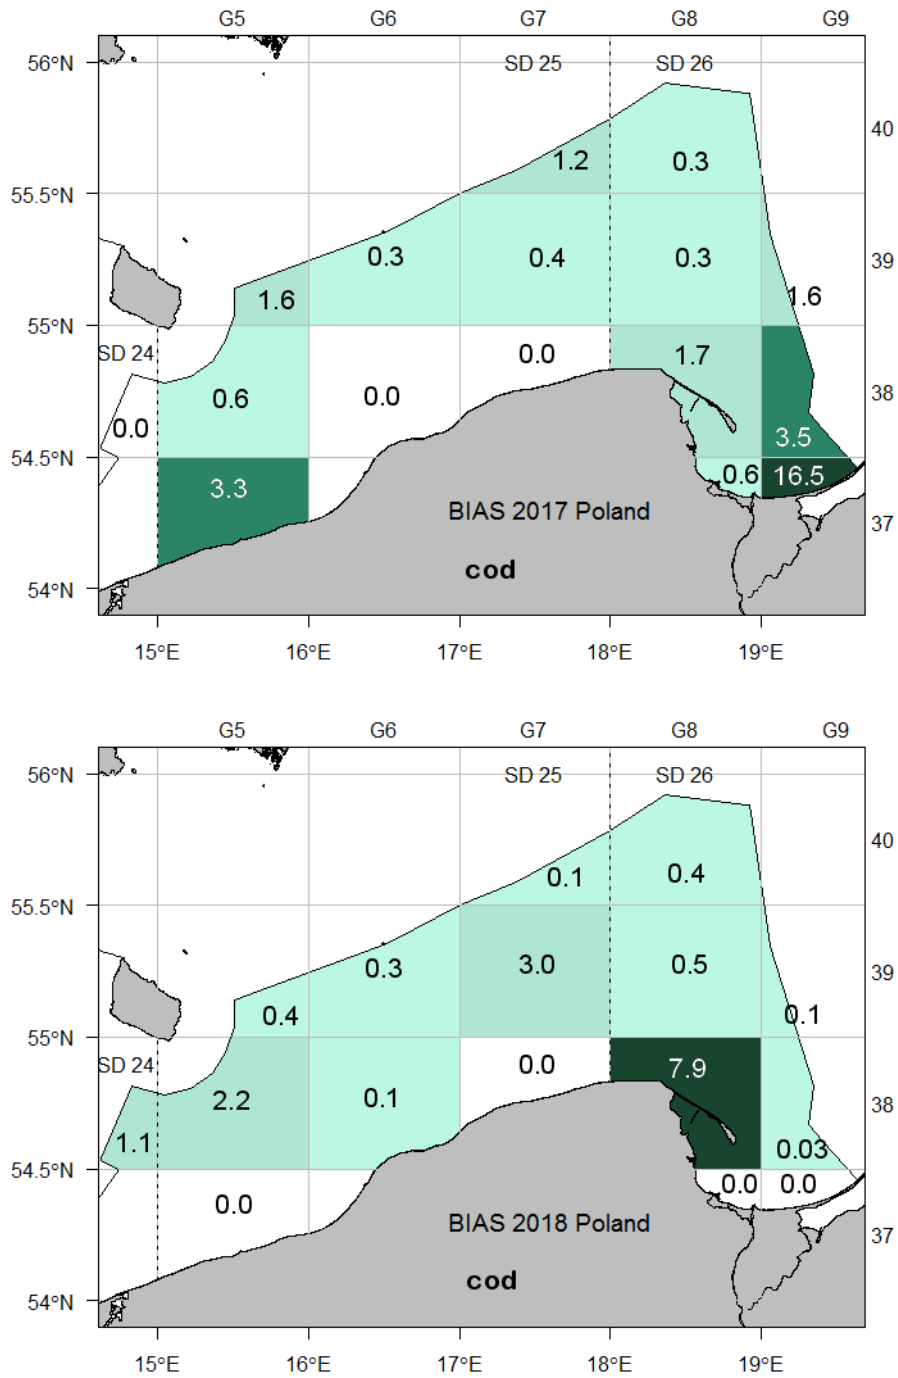 G5 G6 G7 G8 G9
56°N SD 25 SD 26
40
1.2 0.3
55.5°N
0.3 0.4 0.3 39
1.6 1.6
55°N
SD 24 0.0 1.7
0.6 0.0 38
0.0 3.5
54.5°N
3.3 0.6 16.5
BIAS 2017 Poland 37
cod
54°N
15°E 16°E 17°E 18°E 19°E
G5 G6 G7 G8 G9
56°N SD 25 SD 26
40
0.1 0.4
55.5°N
0.3 3.0 0.5 39
0.4 0.1
55°N
SD 24 0.0 7.9
2.2 0.1 38
1.1 0.03
54.5°N
0.0 0.0 0.0
BIAS 2018 Poland 37
cod
54°N
15°E 16°E 17°E 18°E 19°E